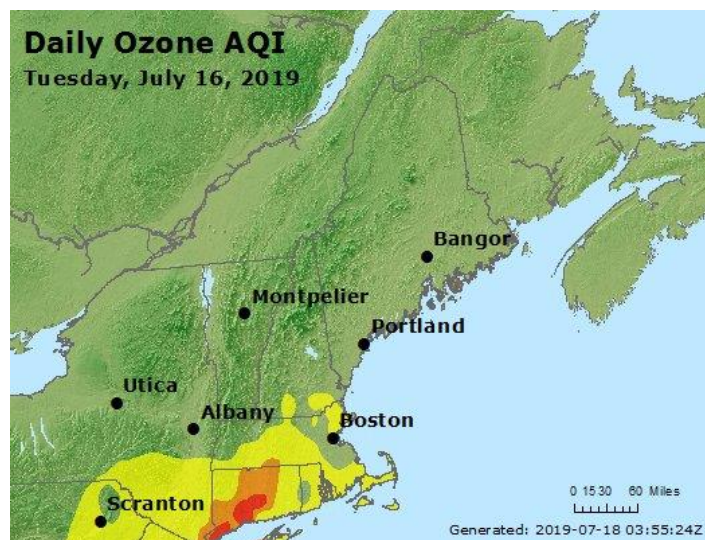 Daily Ozone AQI
Tuesday, July 16, 2019
Bangor
Montpelier
Portland
Utica
Albany
Boston
Scranton
0 15 30 60 Miles
Generated: 2019-07-18 03:55:24Z